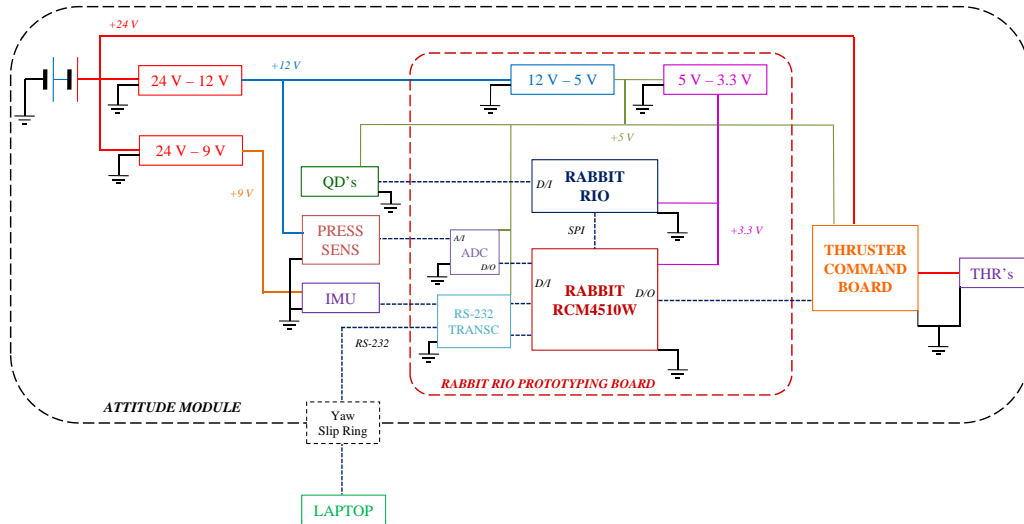 +24 V
24 V – 12 V
+12 V
12 V – 5 V
5 V – 3.3 V
24 V – 9 V
+5 V
+9 V
QD's
D/I
RABBIT
RIO
PRESS
SENS
A/I
ADC
D/O
SPI
+3.3 V
THRUSTER
COMMAND
BOARD
THR's
IMU
RS-232
TRANSC
D/I
RABBIT
RCM4510W
D/O
RS-232
RABBIT RIO PROTOTYPING BOARD
ATTITUDE MODULE
Yaw
Slip Ring
LAPTOP